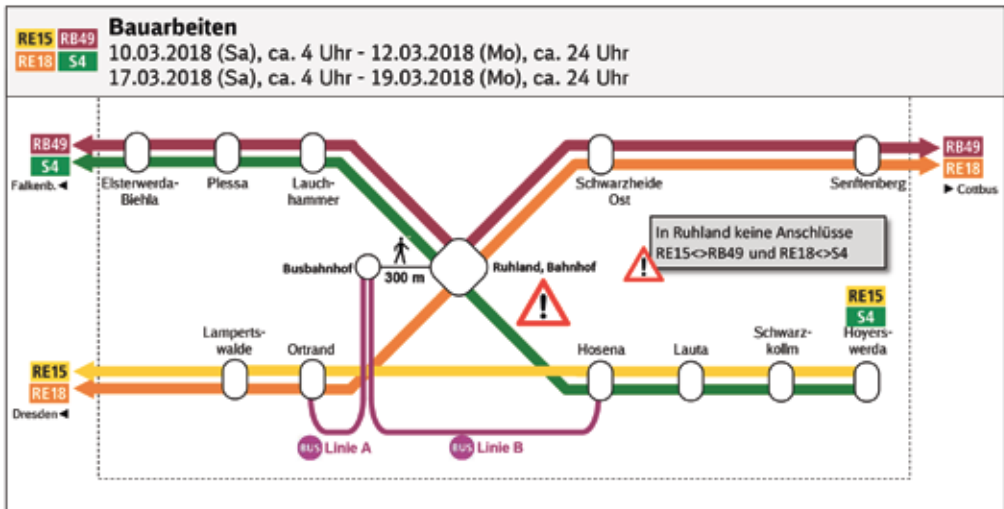 RE15 RB49
RE18 S4
Bauarbeiten
10.03.2018 (Sa), ca. 4 Uhr - 12.03.2018 (Mo), ca. 24 Uhr
17.03.2018 (Sa), ca. 4 Uhr - 19.03.2018 (Mo), ca. 24 Uhr
RB49
S4
Falkenb. ◄
Elsterwerda-
Biehla
Plessa
Lauch-
hammer
Schwarzheide
Ost
Senftenberg
RB49
RE18
► Cottbus
In Ruhland keine Anschlüsse
RE15<>RB49 und RE18<>S4
Busbahnhof
300 m
Ruhland, Bahnhof
RE15
S4
Lamperts-
walde
Ortrand
Hosena
Lauta
Schwarz-
kollm
Hoyers-
werda
RE15
RE18
Dresden ◄
BUS Linie A
BUS Linie B